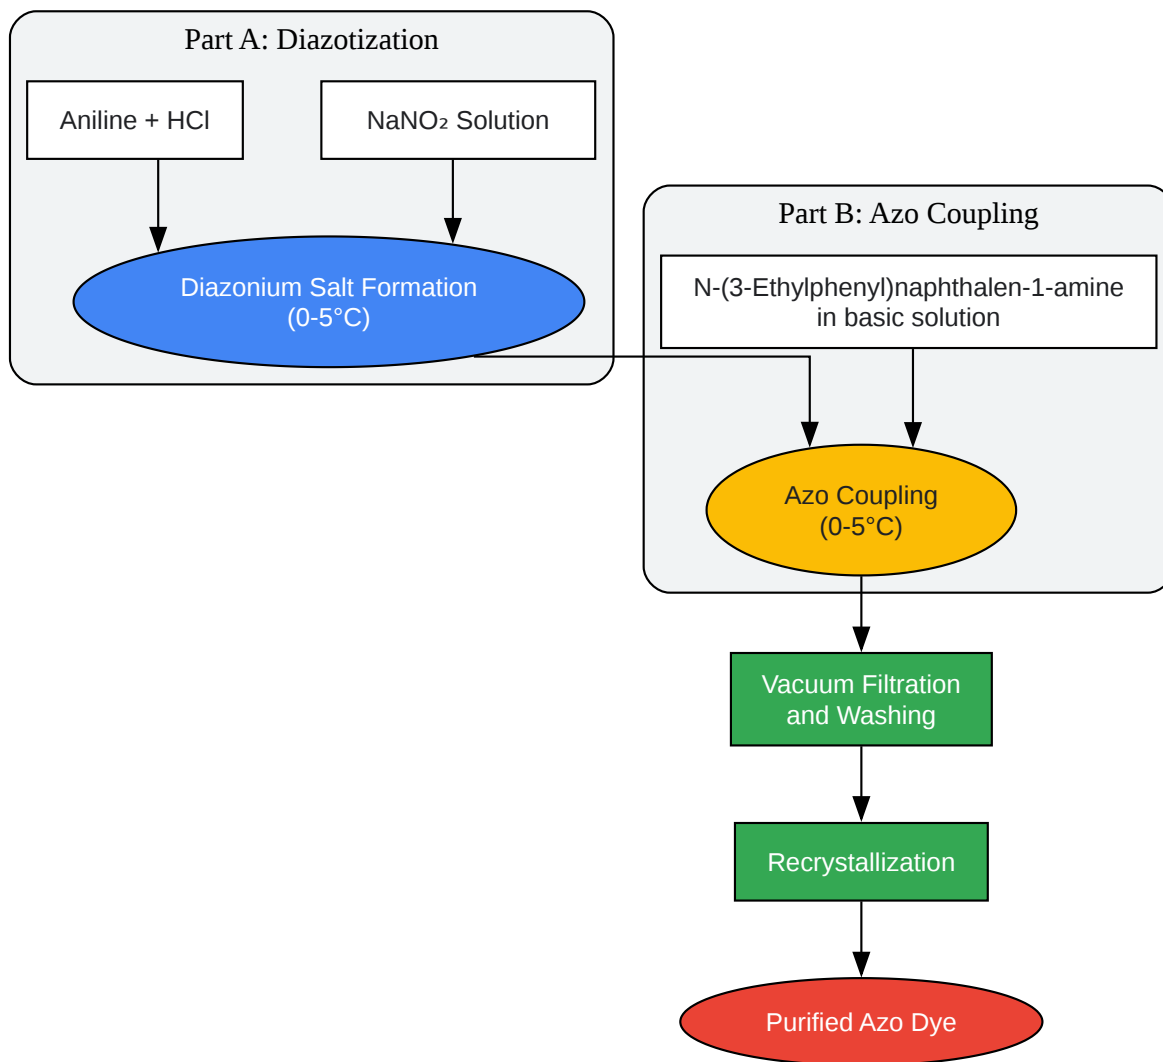 Part A: Diazotization
Aniline + HCl
NaNO₂ Solution
Diazonium Salt Formation
(0-5°C)
Part B: Azo Coupling
N-(3-Ethylphenyl)naphthalen-1-amine
in basic solution
Azo Coupling
(0-5°C)
Vacuum Filtration
and Washing
Recrystallization
Purified Azo Dye